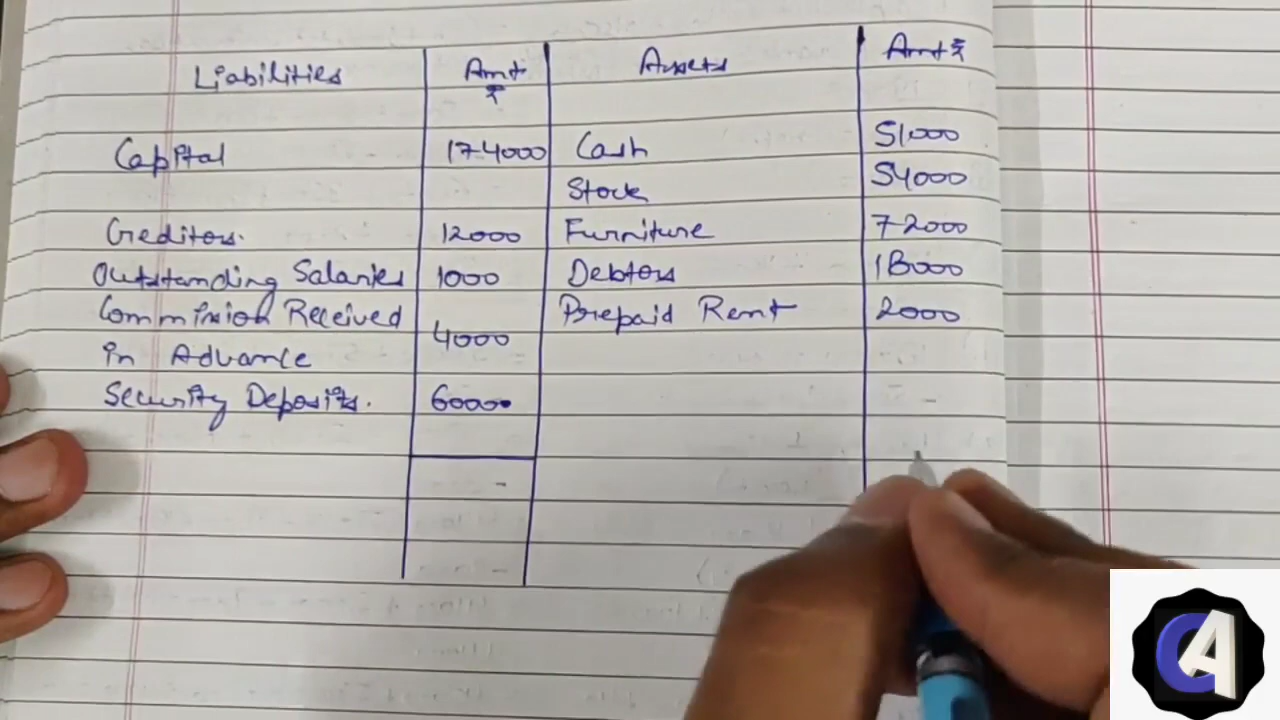 Liabilities Amt ₹ Assets Amt ₹
Capital 174000 Cash 51000
Stock 54000
Creditors. 12000 Furniture 72000
Outstanding Salaries 1000 Debtors 18000
Commission Received Prepaid Rent 2000
in Advance 4000
Security Deposits. 6000
CA